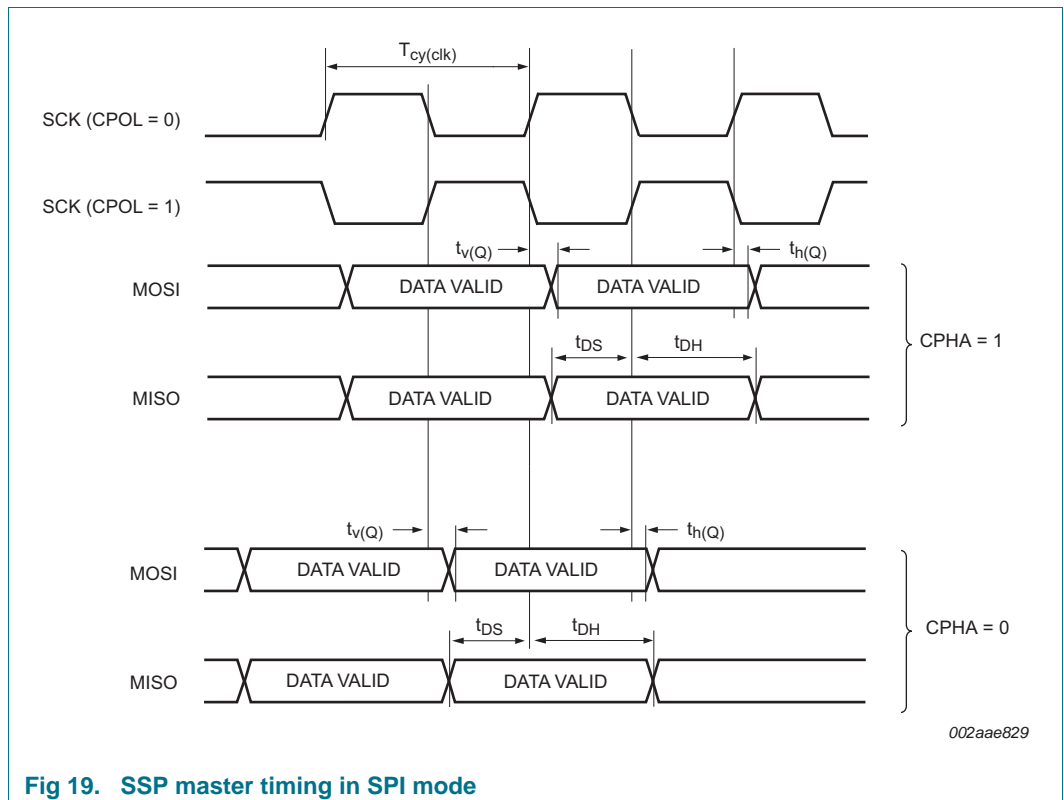 Tcy(clk)
SCK (CPOL = 0)
SCK (CPOL = 1)
tv(Q)
th(Q)
MOSI
DATA VALID
DATA VALID
tDS
tDH
CPHA = 1
MISO
DATA VALID
DATA VALID
tv(Q)
th(Q)
MOSI
DATA VALID
DATA VALID
tDS
tDH
CPHA = 0
MISO
DATA VALID
DATA VALID
002aae829
Fig 19. SSP master timing in SPI mode